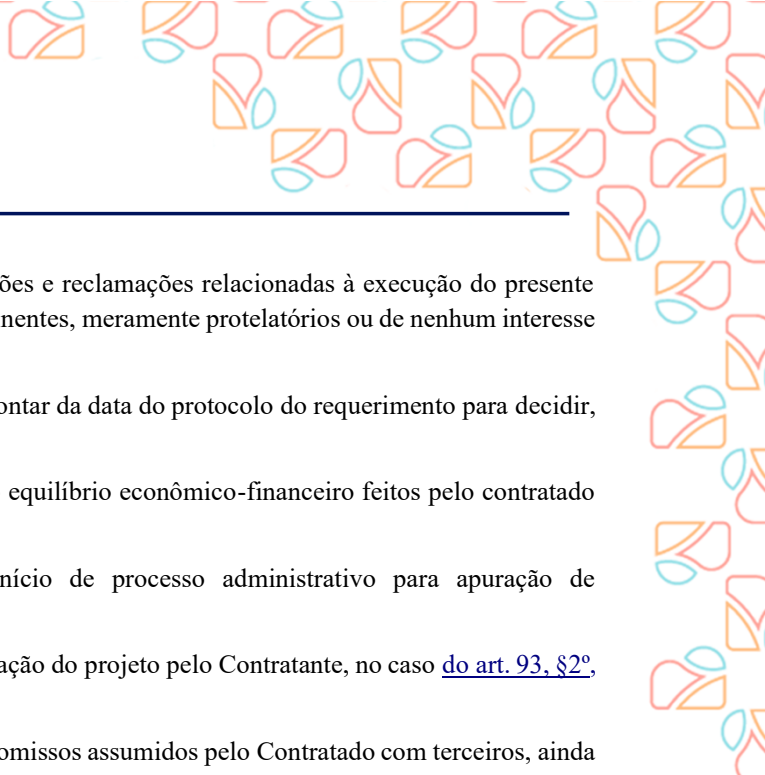 ões e reclamações relacionadas à execução do presente
nentes, meramente protelatórios ou de nenhum interesse
ontar da data do protocolo do requerimento para decidir,
equilíbrio econômico-financeiro feitos pelo contratado
nício de processo administrativo para apuração de
ação do projeto pelo Contratante, no caso do art. 93, §2º,
omissos assumidos pelo Contratado com terceiros, ainda